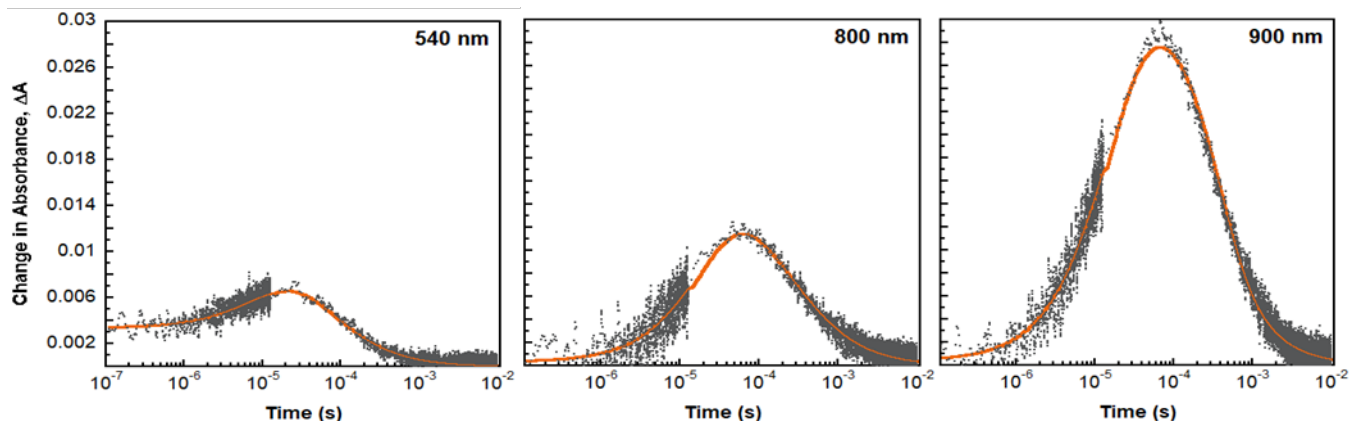 540 nm
800 nm
900 nm
Change in Absorbance, ΔA
0.03
0.026
0.022
0.018
0.014
0.01
0.006
0.002
10⁻⁷ 10⁻⁶ 10⁻⁵ 10⁻⁴ 10⁻³ 10⁻²
10⁻⁶ 10⁻⁵ 10⁻⁴ 10⁻³ 10⁻²
10⁻⁶ 10⁻⁵ 10⁻⁴ 10⁻³ 10⁻²
Time (s)
Time (s)
Time (s)